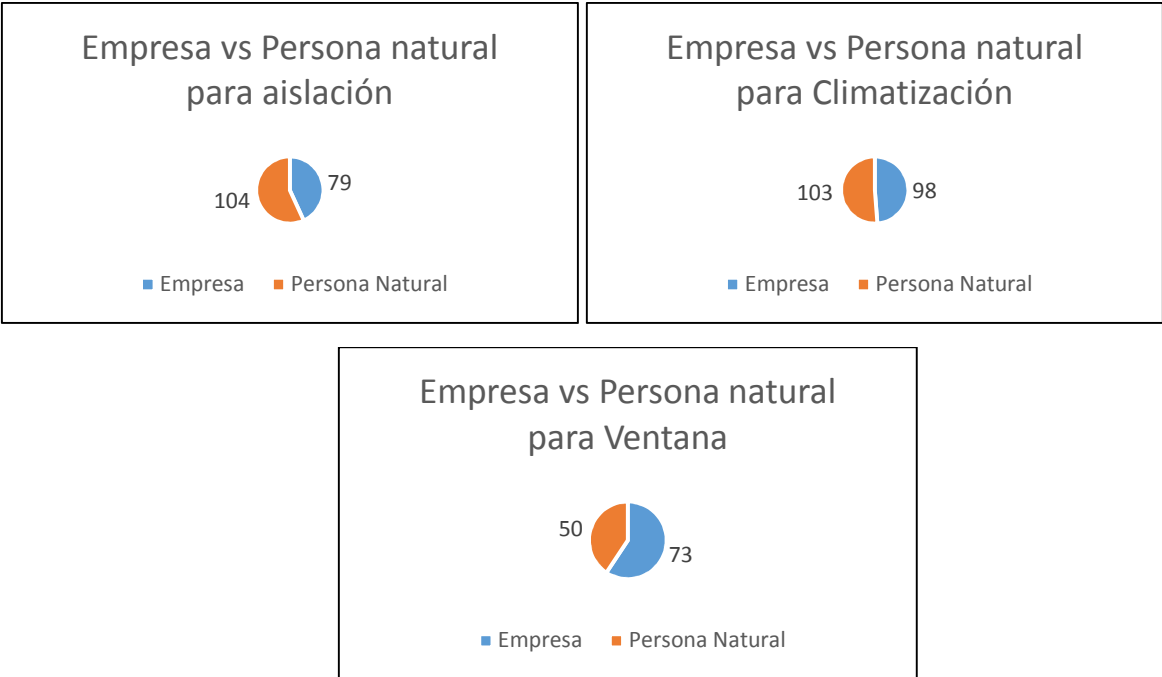 Empresa vs Persona natural
para aislación
104
79
Empresa Persona Natural
Empresa vs Persona natural
para Climatización
103
98
Empresa Persona Natural
Empresa vs Persona natural
para Ventana
50
73
Empresa Persona Natural